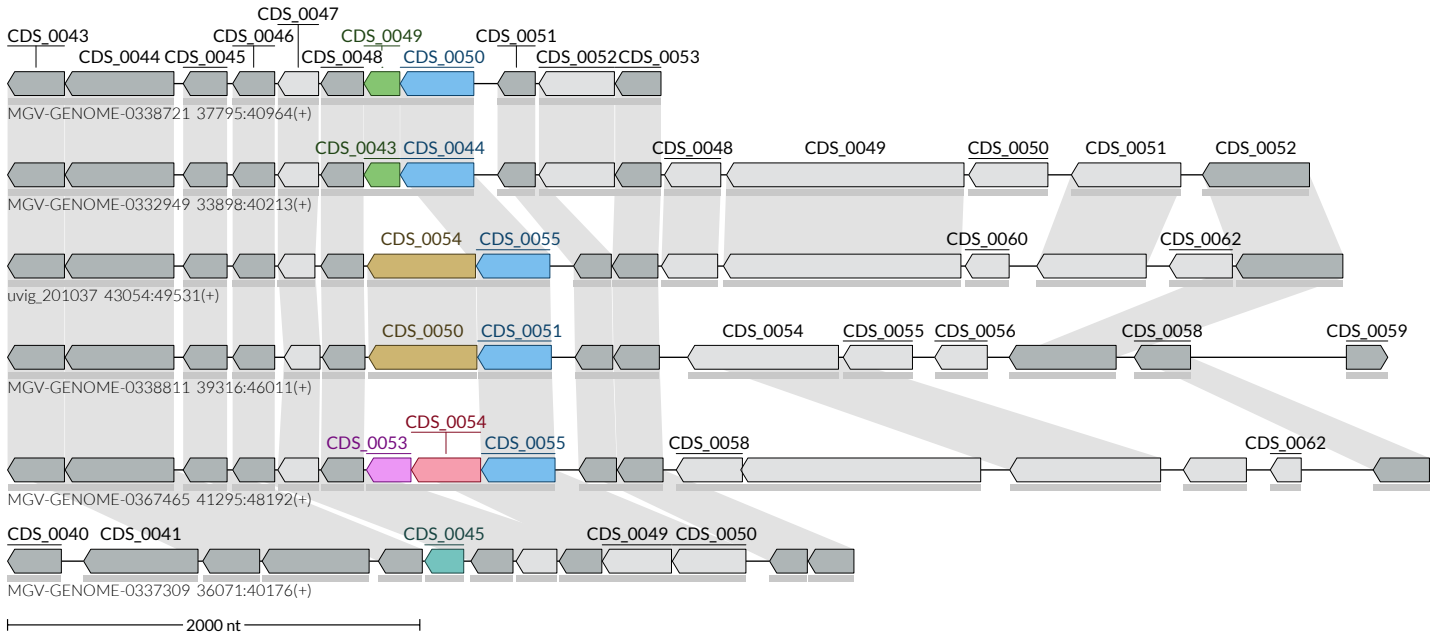 CDS_0047
CDS_0043 CDS_0046 CDS_0049 CDS_0051
CDS_0044 CDS_0045 CDS_0048 CDS_0050 CDS_0052 CDS_0053
MGV-GENOME-0338721 37795:40964(+)
CDS_0043 CDS_0044 CDS_0048 CDS_0049 CDS_0050 CDS_0051 CDS_0052
MGV-GENOME-0332949 33898:40213(+)
CDS_0054 CDS_0055 CDS_0060 CDS_0062
uvig_201037 43054:49531(+)
CDS_0050 CDS_0051 CDS_0054 CDS_0055 CDS_0056 CDS_0058 CDS_0059
MGV-GENOME-0338811 39316:46011(+)
CDS_0054
CDS_0053 CDS_0055 CDS_0058 CDS_0062
MGV-GENOME-0367465 41295:48192(+)
CDS_0040 CDS_0041 CDS_0045 CDS_0049 CDS_0050
MGV-GENOME-0337309 36071:40176(+)
2000 nt